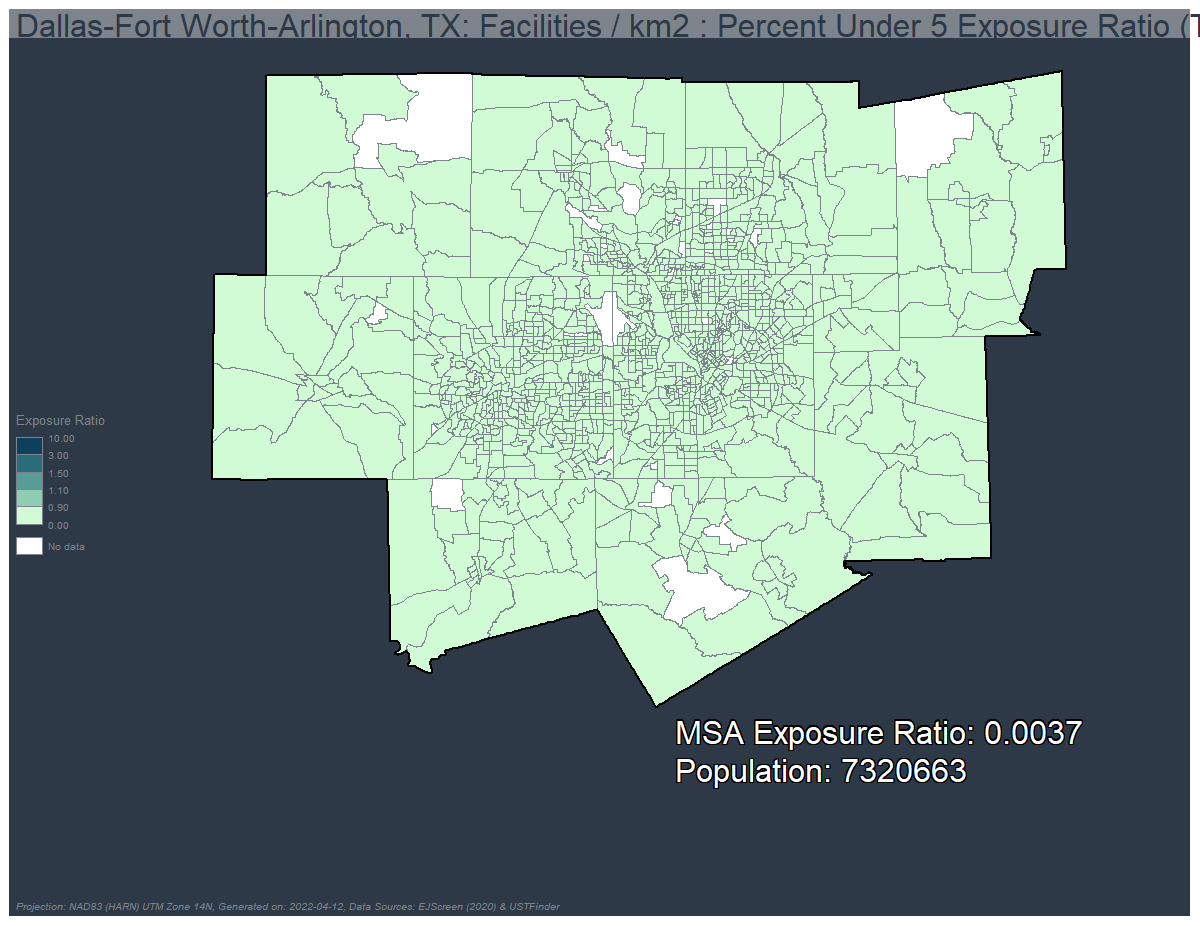 Dallas-Fort Worth-Arlington, TX: Facilities / km2 : Percent Under 5 Exposure Ratio (T
Exposure Ratio
10.00
3.00
1.50
1.10
0.90
0.00
No data
MSA Exposure Ratio: 0.0037
Population: 7320663
Projection: NAD83 (HARN) UTM Zone 14N, Generated on: 2022-04-12, Data Sources: EJScreen (2020) & USTFinder